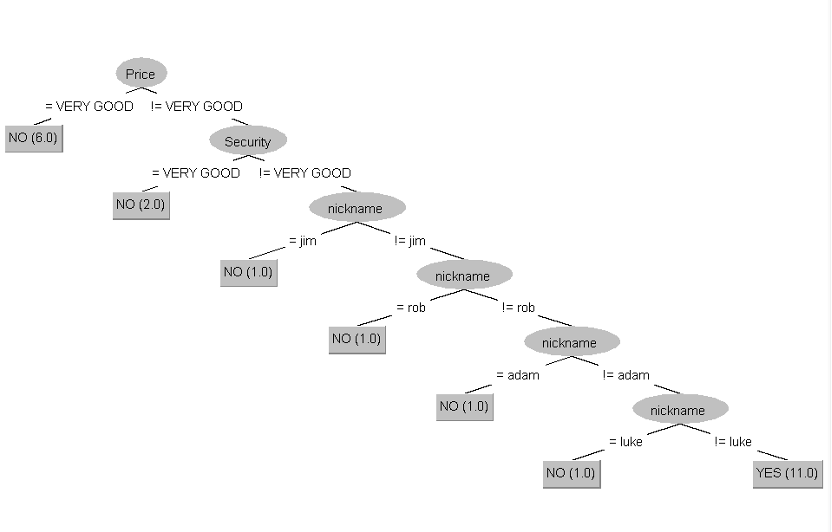 Price
= VERY GOOD != VERY GOOD
NO (6.0)
Security
= VERY GOOD != VERY GOOD
NO (2.0)
nickname
= jim != jim
NO (1.0)
nickname
= rob != rob
NO (1.0)
nickname
= adam != adam
NO (1.0)
nickname
= luke != luke
NO (1.0) YES (11.0)